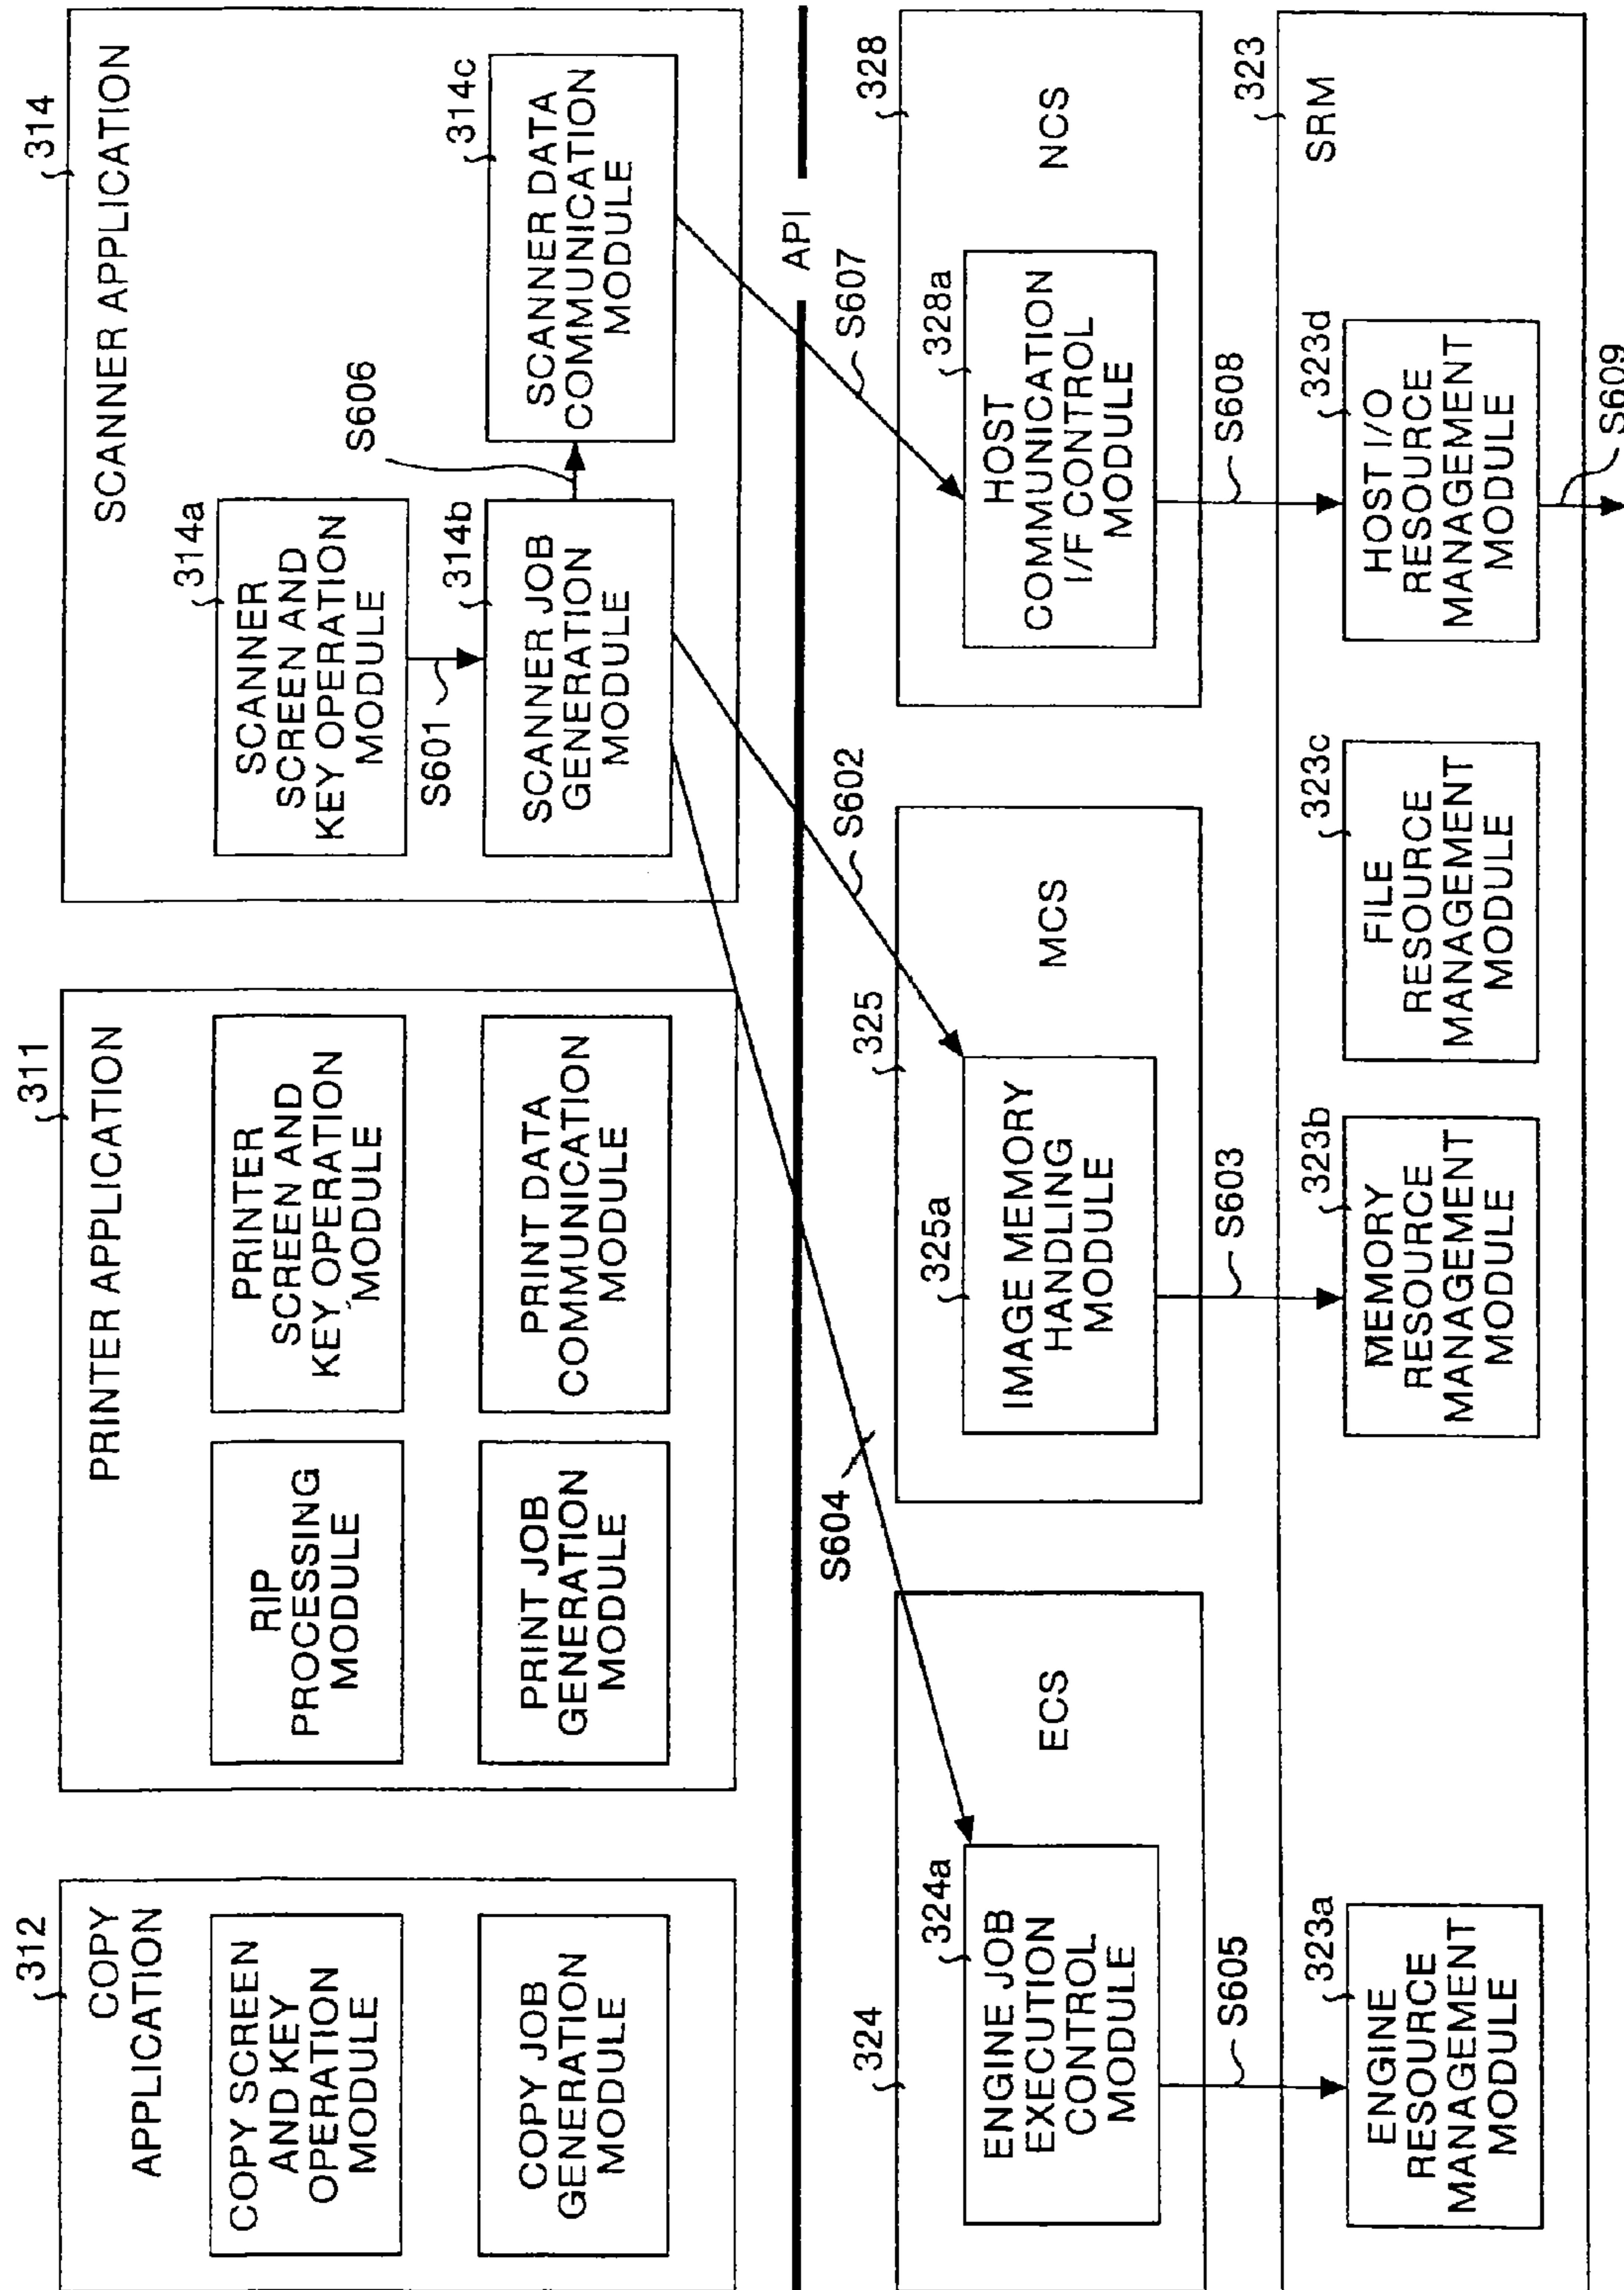 312
COPY
APPLICATION
COPY SCREEN
AND KEY
OPERATION
MODULE
COPY JOB
GENERATION
MODULE
311
PRINTER APPLICATION
RIP
PROCESSING
MODULE
PRINTER
SCREEN AND
KEY OPERATION
MODULE
PRINT JOB
GENERATION
MODULE
PRINT DATA
COMMUNICATION
MODULE
314
SCANNER APPLICATION
314a
SCANNER
SCREEN AND
KEY OPERATION
MODULE
S601
S606
314b
SCANNER JOB
GENERATION
MODULE
314c
SCANNER DATA
COMMUNICATION
MODULE
API
S604
S602
S607
324
ECS
324a
ENGINE JOB
EXECUTION
CONTROL
MODULE
S605
325
MCS
325a
IMAGE MEMORY
HANDLING
MODULE
S603
328
NCS
328a
HOST
COMMUNICATION
I/F CONTROL
MODULE
S608
323
SRM
323a
ENGINE
RESOURCE
MANAGEMENT
MODULE
323b
MEMORY
RESOURCE
MANAGEMENT
MODULE
323c
FILE
RESOURCE
MANAGEMENT
MODULE
323d
HOST I/O
RESOURCE
MANAGEMENT
MODULE
S609